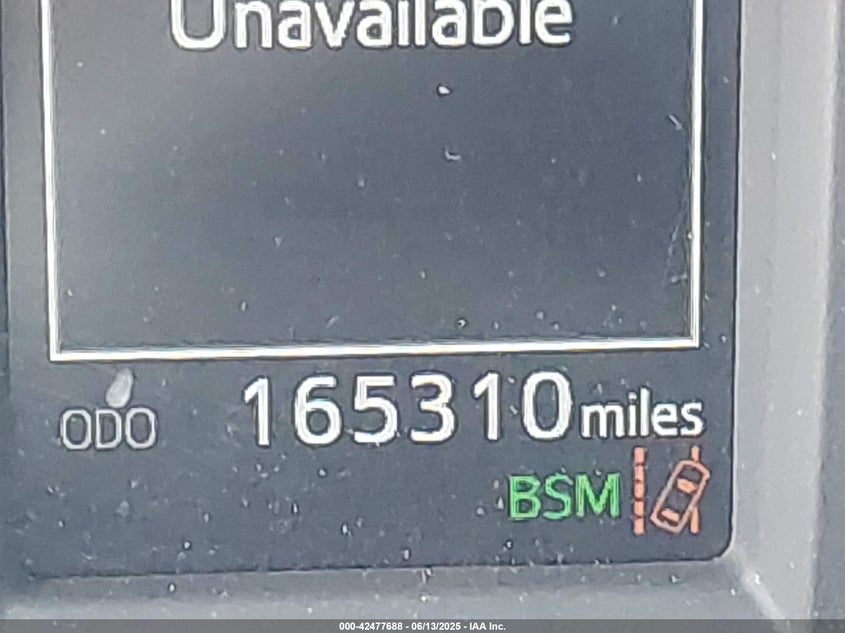 Unavailable
ODO 165310 miles
BSM
000-42477688 - 06/13/2025 - IAA Inc.